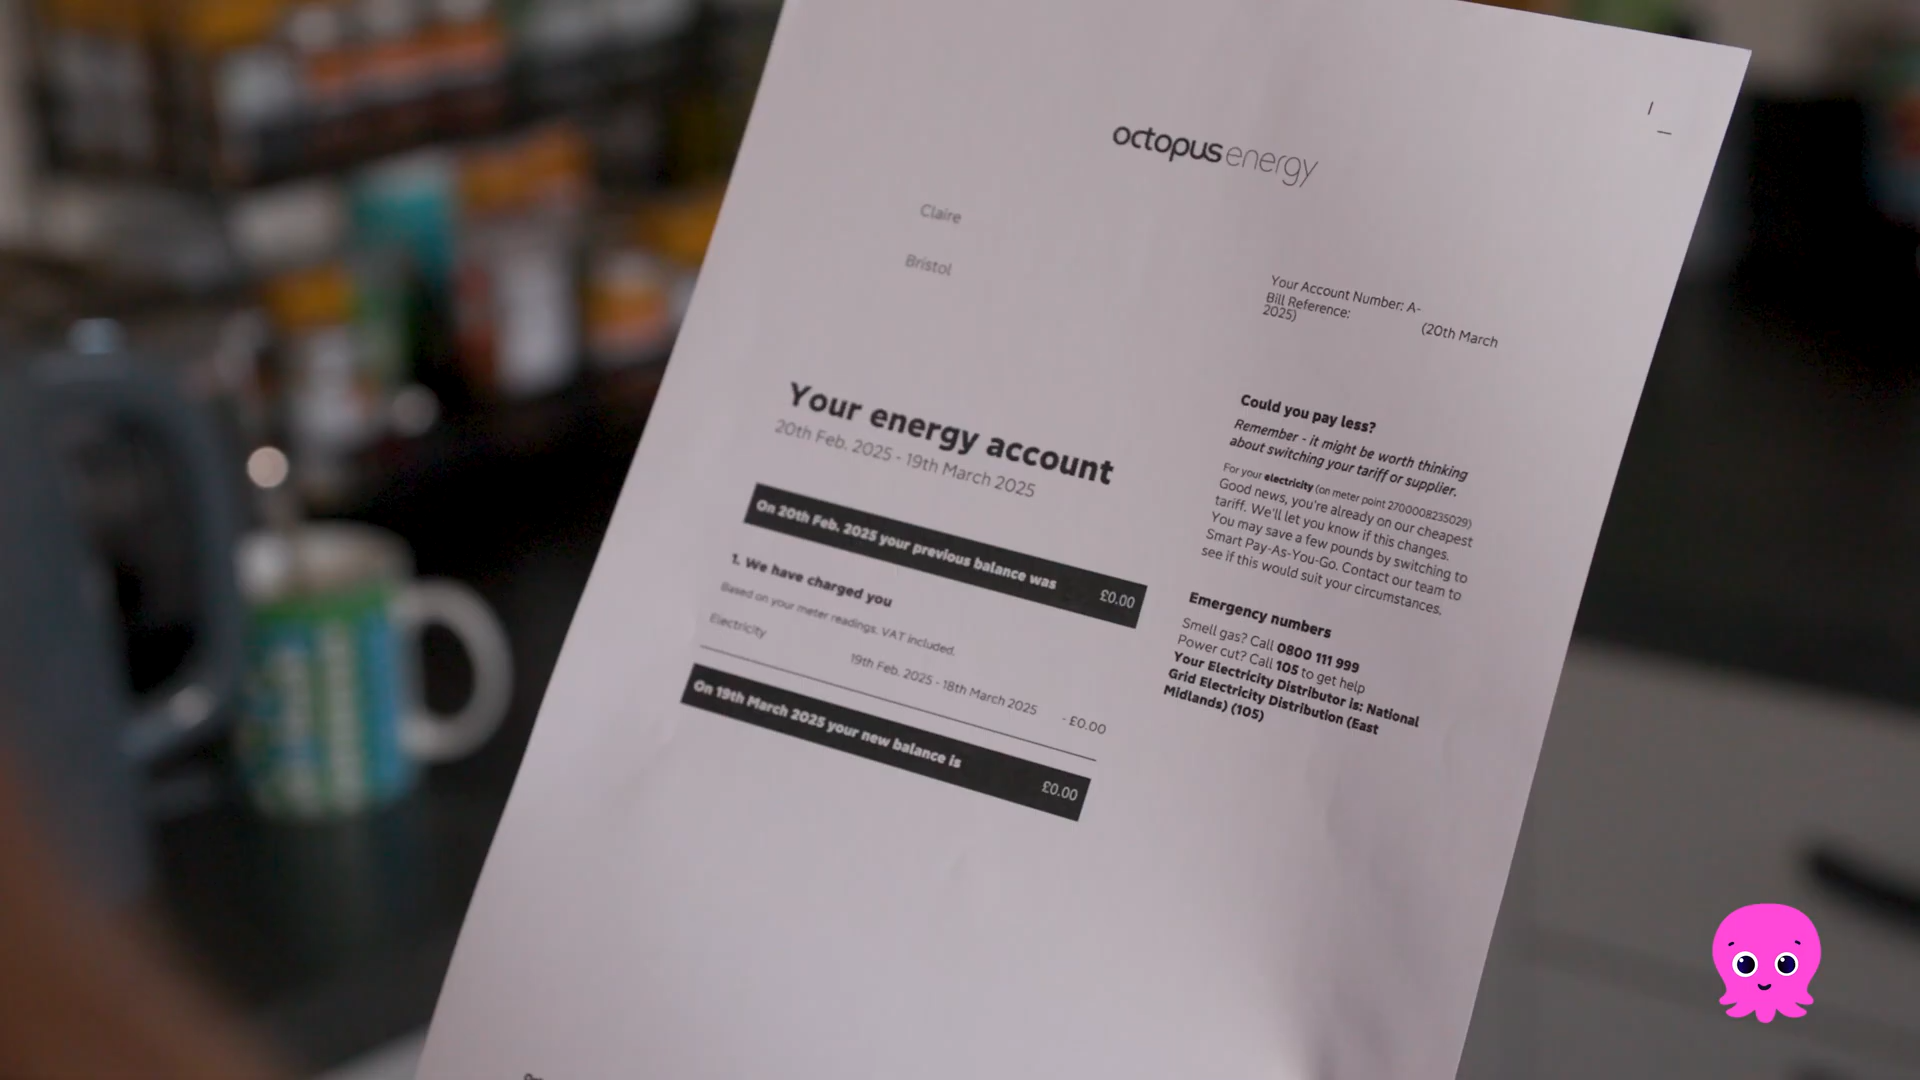 octopus energy
Claire
Bristol
Your Account Number: A-
Bill Reference:
(20th March
2025)
Your energy account
20th Feb. 2025 - 19th March 2025
On 20th Feb. 2025 your previous balance was £0.00
1. We have charged you
Based on your meter readings. VAT included.
Electricity
19th Feb. 2025 - 18th March 2025 - £0.00
On 19th March 2025 your new balance is £0.00
Could you pay less?
Remember - it might be worth thinking
about switching your tariff or supplier.
For your electricity (on meter point 2700008235029)
Good news, you're already on our cheapest
tariff. We'll let you know if this changes.
You may save a few pounds by switching to
Smart Pay-As-You-Go. Contact our team to
see if this would suit your circumstances.
Emergency numbers
Smell gas? Call 0800 111 999
Power cut? Call 105 to get help
Your Electricity Distributor is: National
Grid Electricity Distribution (East
Midlands) (105)